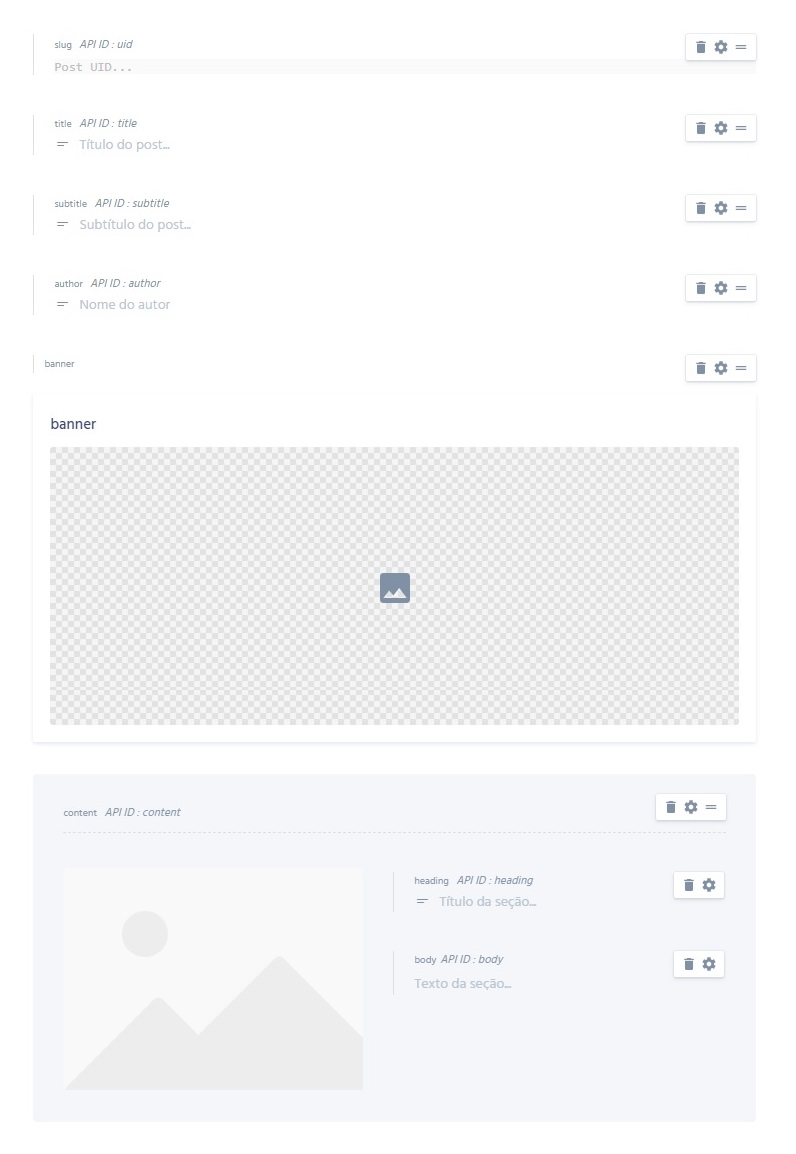 slug API ID : uid
Post UID...
title API ID : title
Título do post...
subtitle API ID : subtitle
Subtítulo do post...
author API ID : author
Nome do autor
banner
banner
content API ID : content
heading API ID : heading
Título da seção...
body API ID : body
Texto da seção...